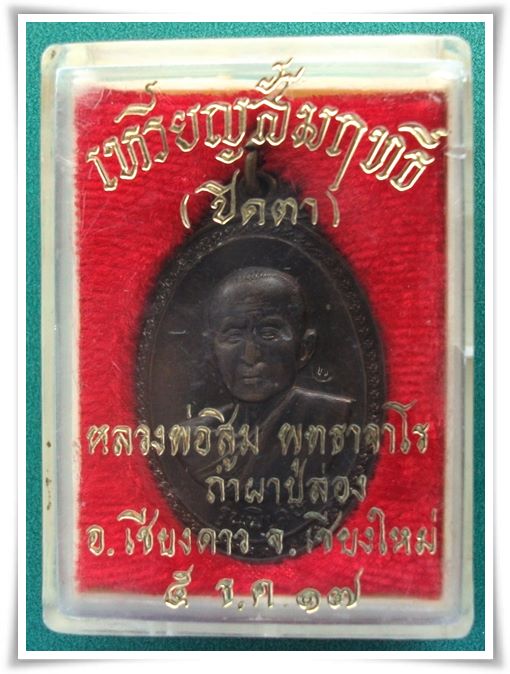 เหรียญสัมฤทธิ์
(ปิดตา)
หลวงพ่อสิม พุทธาจาโร
ถ้ำผาปล่อง
อ.เชียงดาว จ.เชียงใหม่
๕ ธ.ค. ๑๗